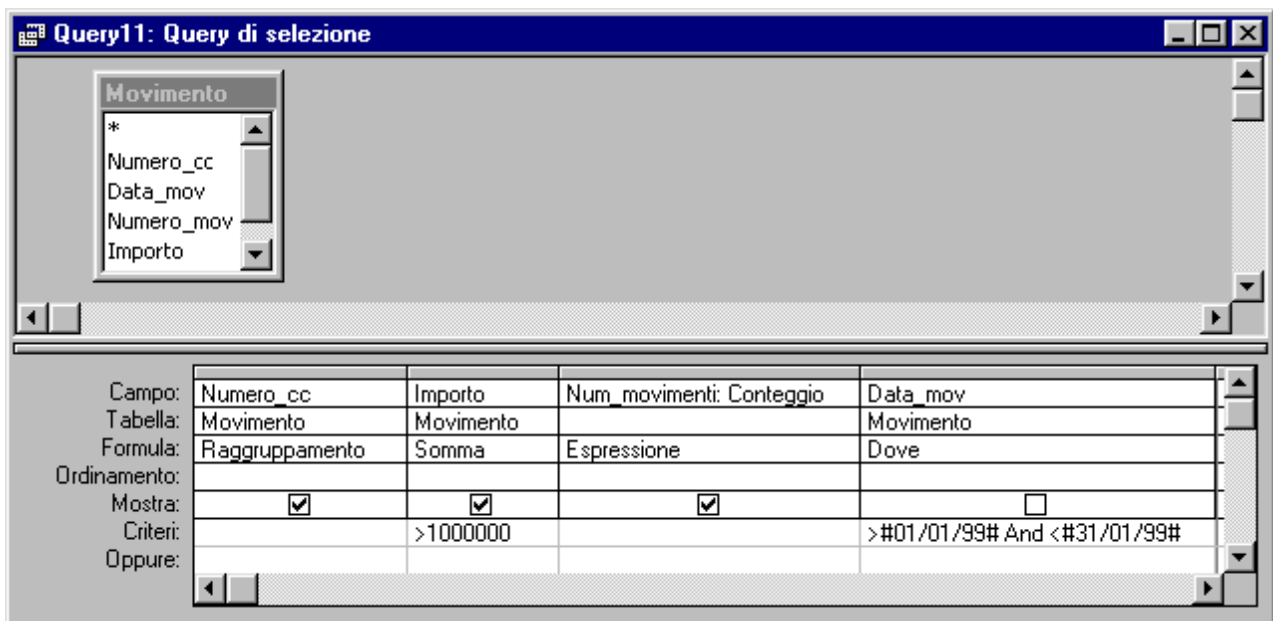 Query11: Query di selezione
Movimento
*
Numero_cc
Data_mov
Numero_mov
Importo
Campo: Numero_cc Importo Num_movimenti: Conteggio Data_mov
Tabella: Movimento Movimento Movimento
Formula: Raggruppamento Somma Espressione Dove
Ordinamento:
Mostra:
Criteri: >1000000 >#01/01/99# And <#31/01/99#
Oppure: